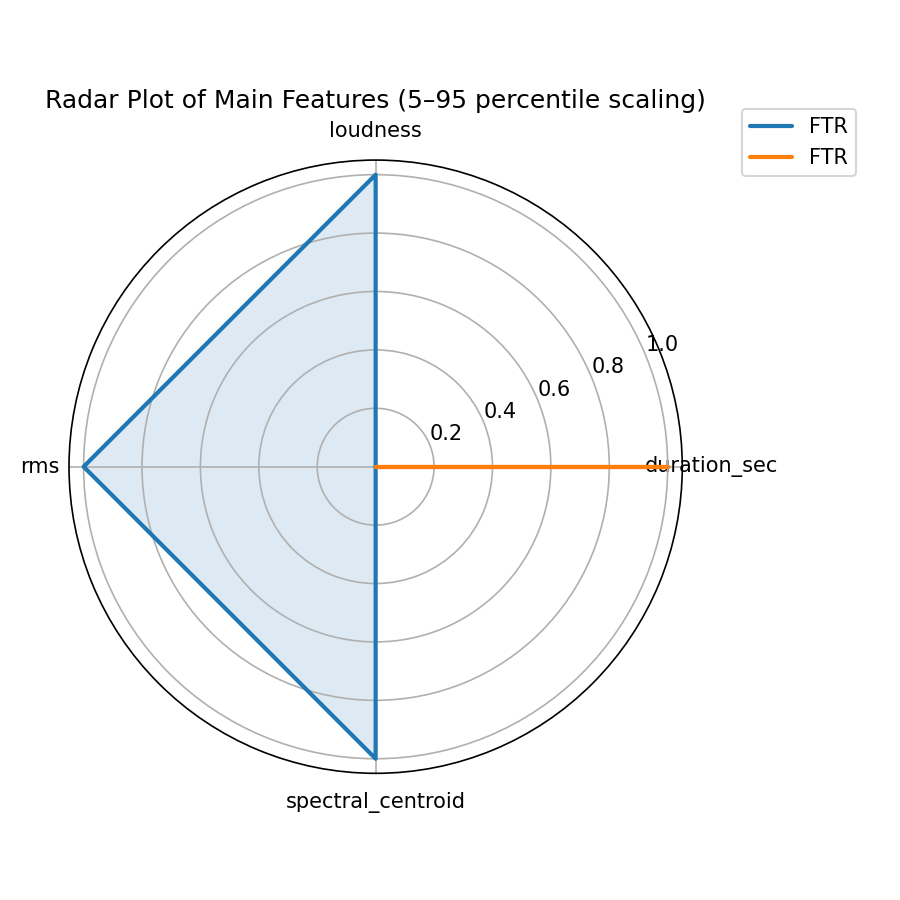 Radar Plot of Main Features (5–95 percentile scaling)
FTR
FTR
loudness
1.0
0.8
0.6
0.4
0.2
rms
duration_sec
spectral_centroid